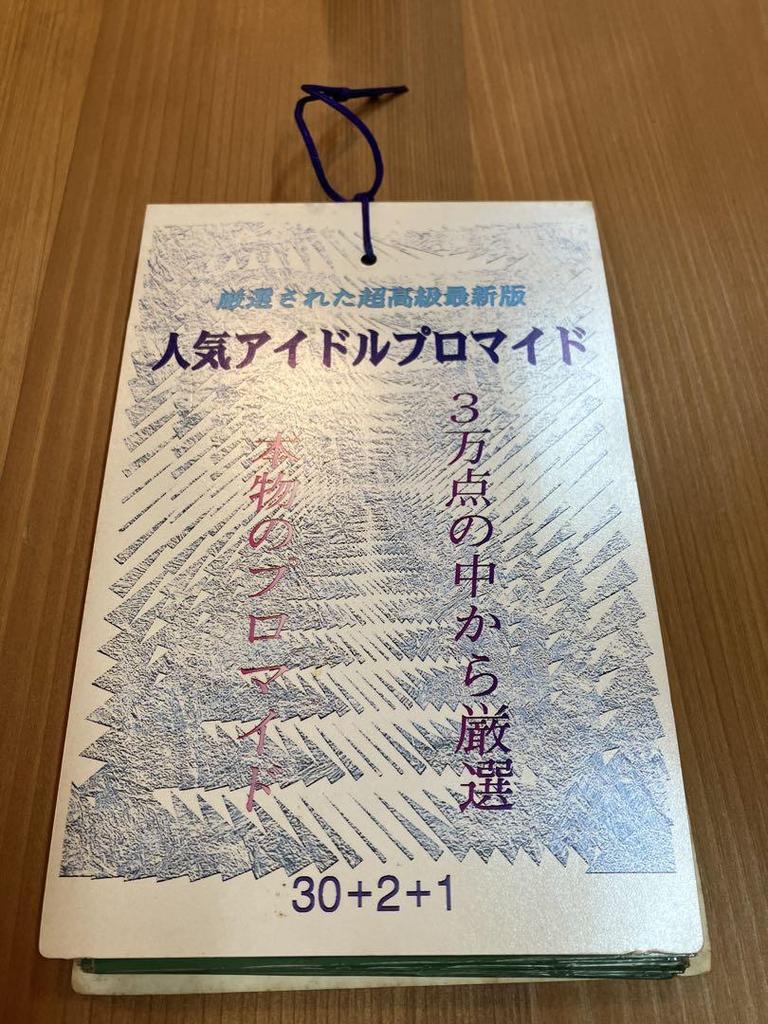 厳選された超高級最新版
人気アイドルプロマイド
3万点の中から厳選
本物のプロマイド
30+2+1